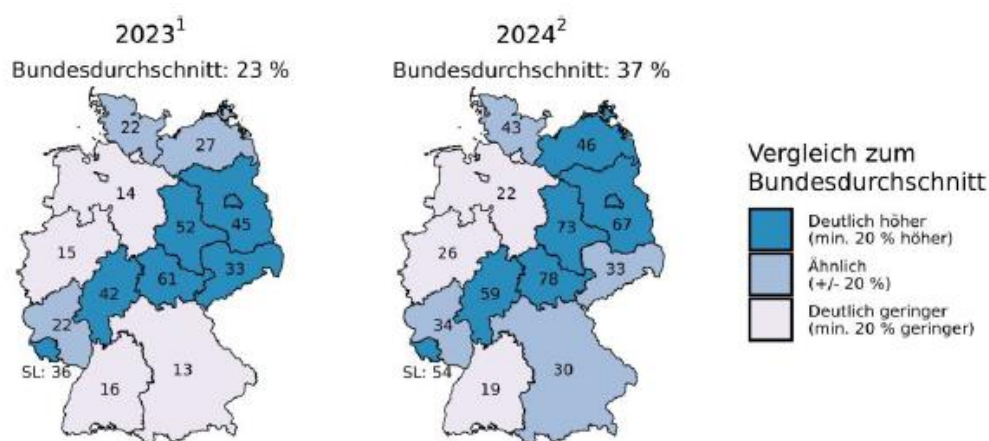 2023¹
Bundesdurchschnitt: 23 %
22
27
14
52
45
15
42
61
33
22
SL: 36
16
13
2024²
Bundesdurchschnitt: 37 %
43
46
22
73
67
26
59
78
33
34
SL: 54
19
30
Vergleich zum
Bundesdurchschnitt
Deutlich höher
(min. 20 % höher)
Ähnlich
(+/- 20 %)
Deutlich geringer
(min. 20 % geringer)